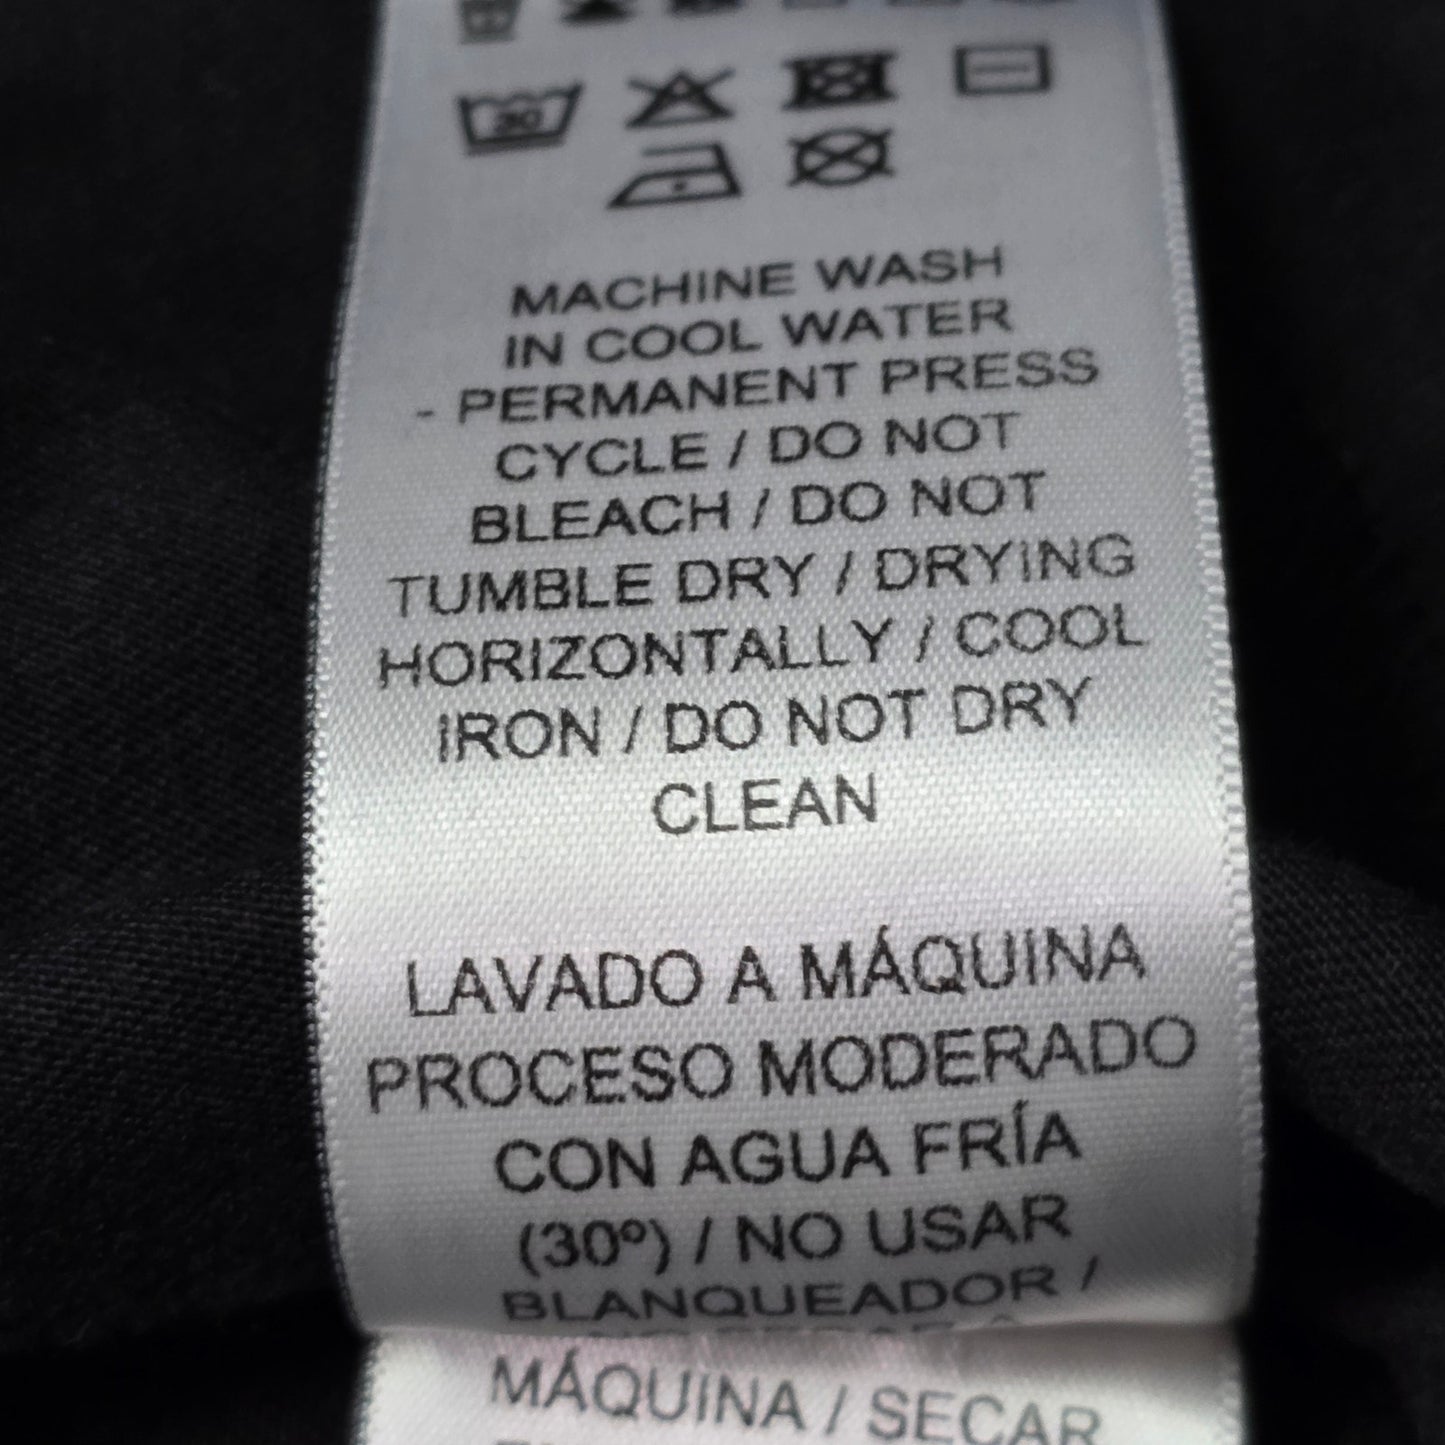 30
MACHINE WASH
IN COOL WATER
- PERMANENT PRESS
CYCLE / DO NOT
BLEACH / DO NOT
TUMBLE DRY / DRYING
HORIZONTALLY / COOL
IRON / DO NOT DRY
CLEAN
LAVADO A MÁQUINA
PROCESO MODERADO
CON AGUA FRÍA
(30º) / NO USAR
BLANQUEADOR /
MÁQUINA / SECAR